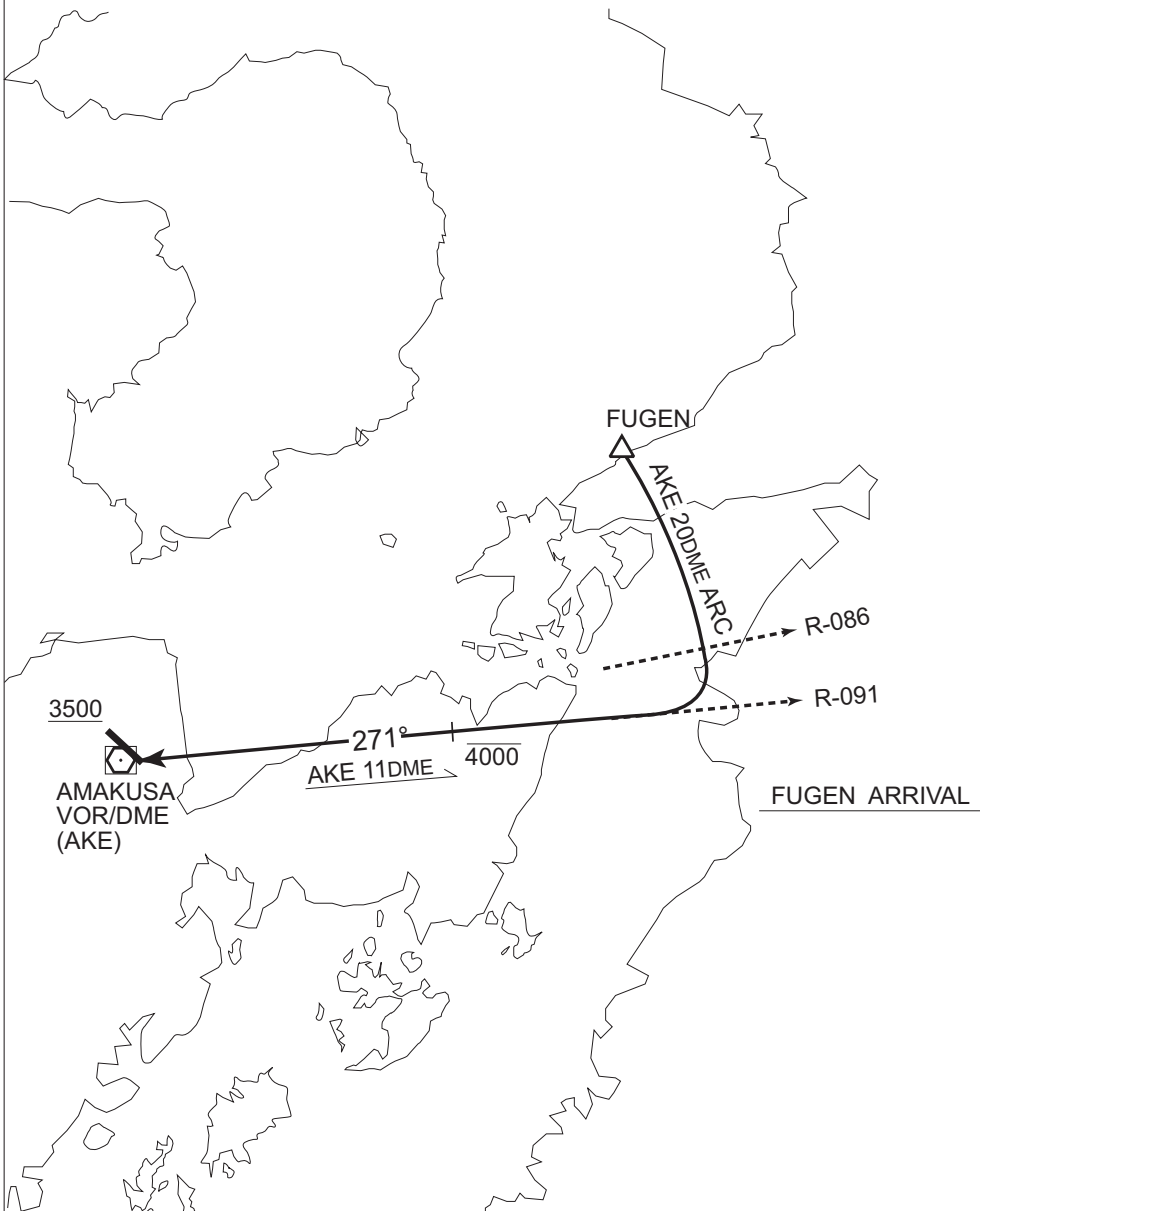 FUGEN
AKE 20DME ARC
R-086
R-091
3500
271°
4000
AKE 11DME
AMAKUSA
VOR/DME
(AKE)
FUGEN ARRIVAL